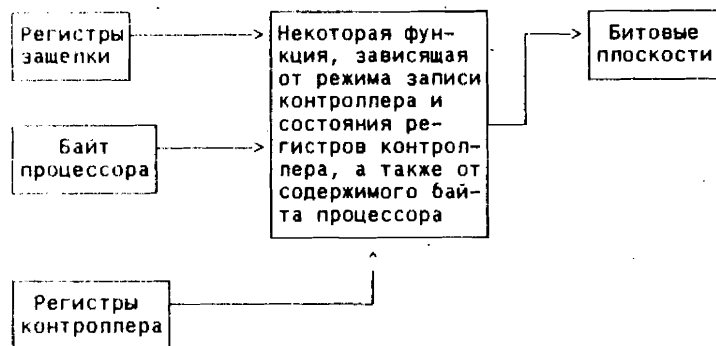 Регистры
защелки
Байт
процессора
Регистры
контроллера
Некоторая фун-
кция, зависящая
от режима записи
контроллера и
состояния ре-
гистров контрол-
лера, а также от
содержимого бай-
та процессора
Битовые
плоскости